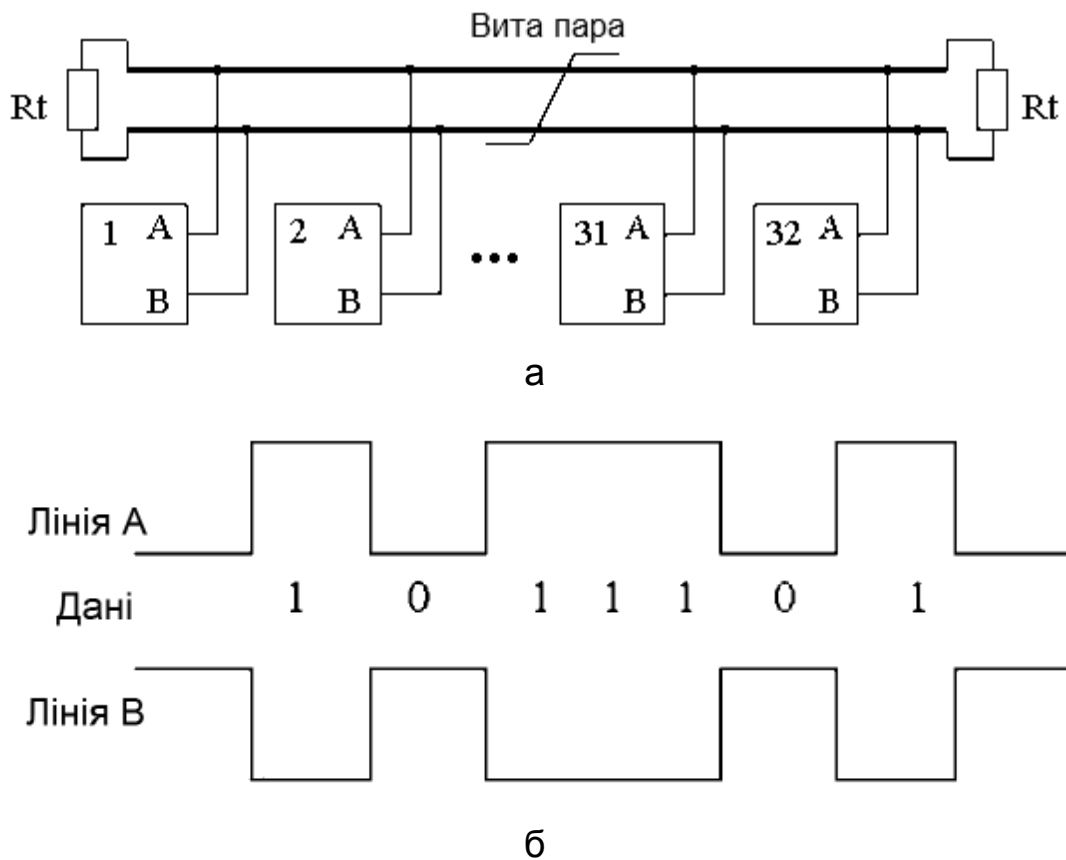 Вита пара
Rt Rt
1 A 2 A ••• 31 A 32 A
B B B B
а
Лінія А
Дані 1 0 1 1 1 0 1
Лінія В
б